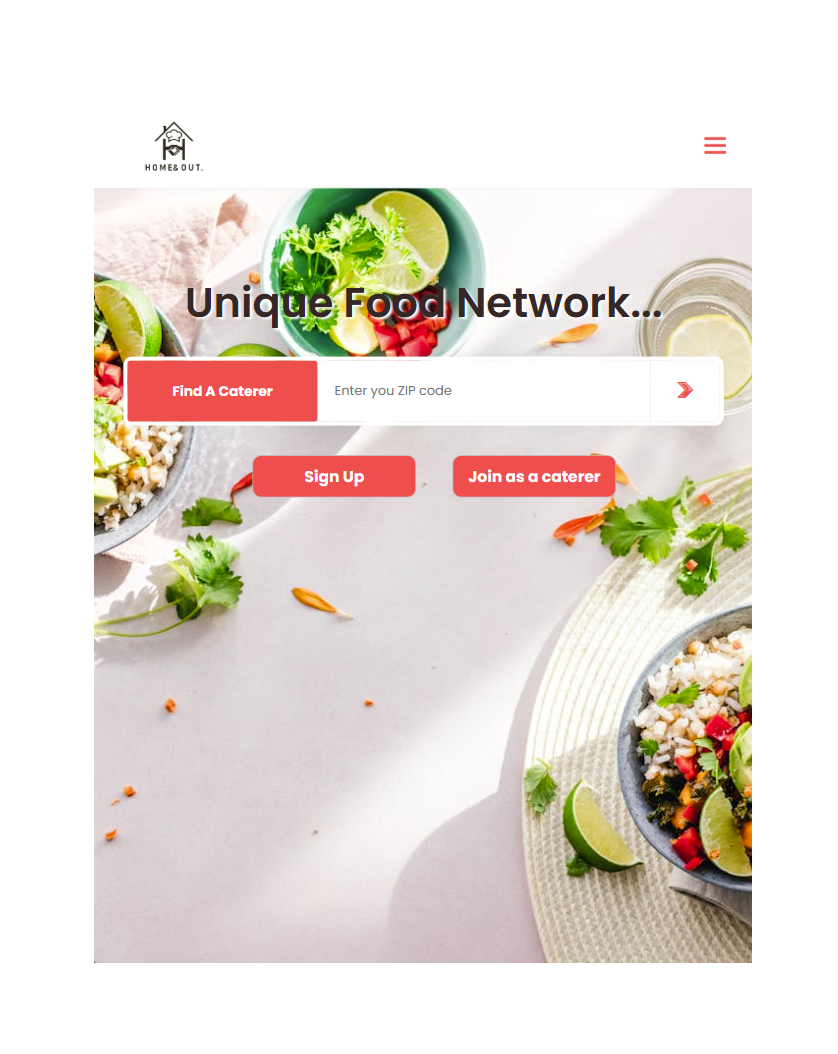 HOME&OUT.
Unique Food Network...
Find A Caterer
Enter you ZIP code
Sign Up
Join as a caterer